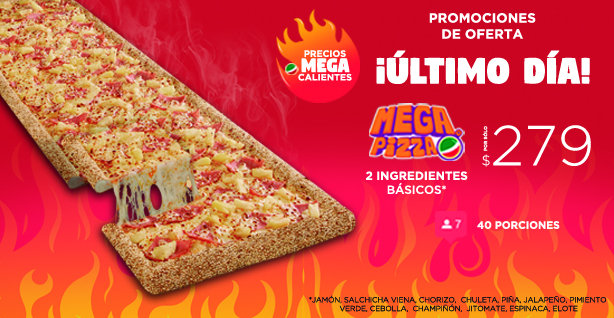 PROMOCIONES
DE OFERTA
PRECIOS
MEGA
CALIENTES
¡ÚLTIMO DÍA!
MEGA
PIZZA
POR SÓLO
$279
2 INGREDIENTES
BÁSICOS*
7
40 PORCIONES
*JAMÓN, SALCHICHA VIENA, CHORIZO, CHULETA, PIÑA, JALAPEÑO, PIMIENTO
VERDE, CEBOLLA, CHAMPIÑÓN, JITOMATE, ESPINACA, ELOTE